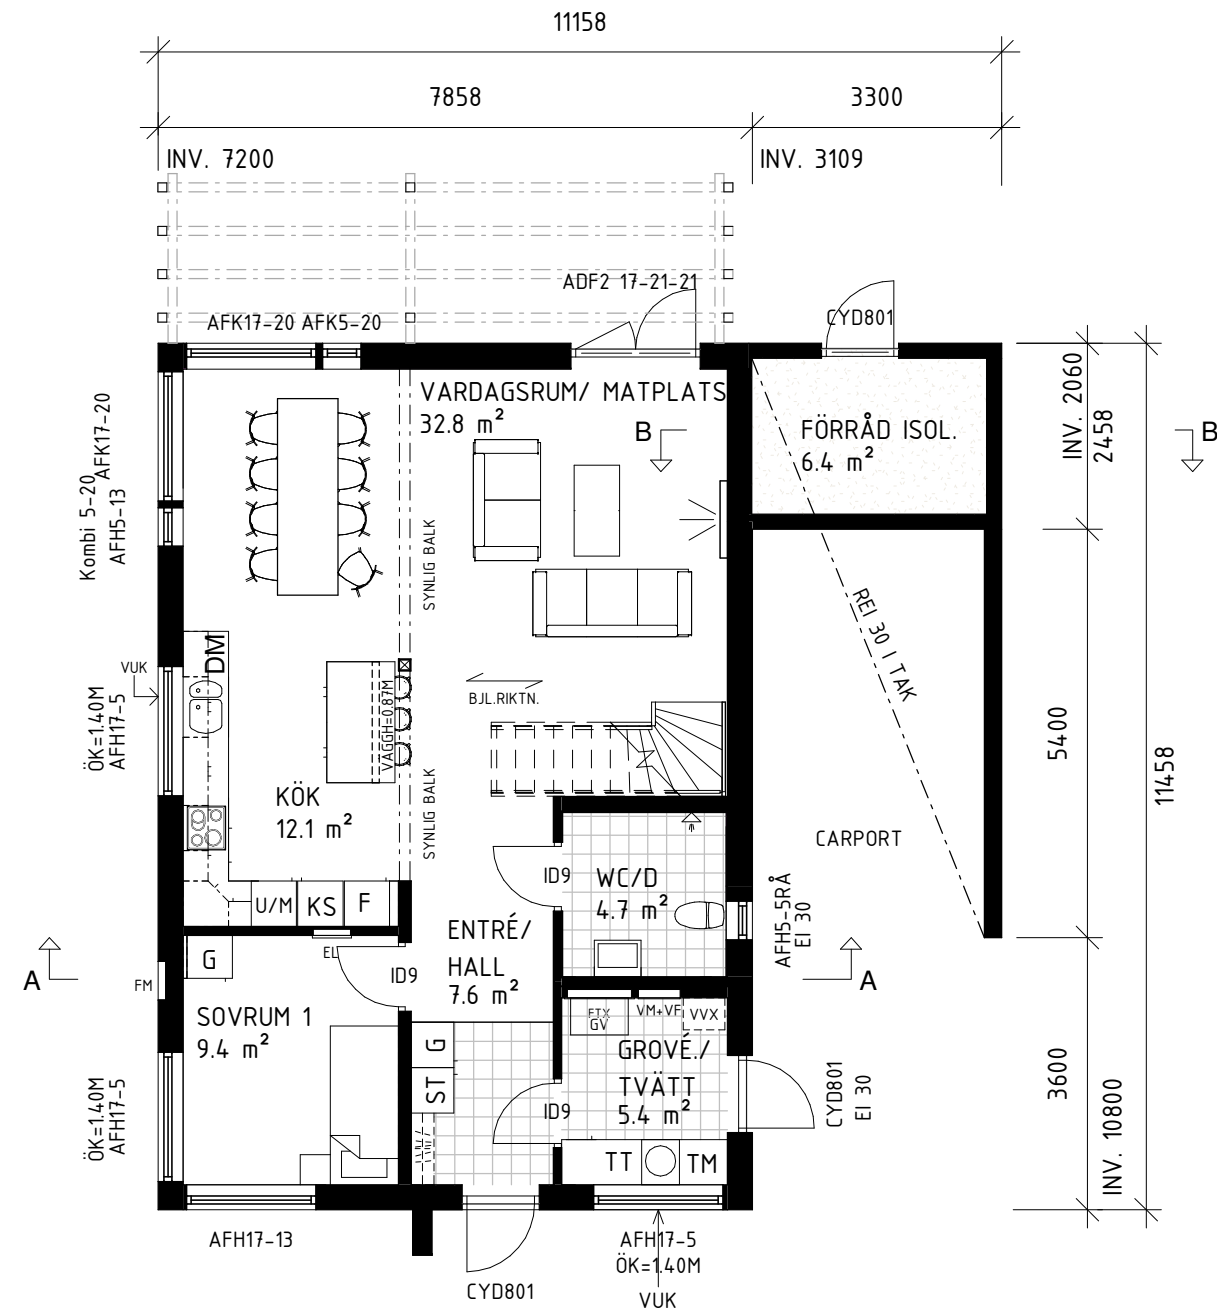 11158
7858
3300
INV. 7200
INV. 3109
ADF2 17-21-21
CYD801
AFK17-20 AFK5-20
VARDAGSRUM/ MATPLATS
32.8 m²
FÖRRÅD ISOL.
6.4 m²
B
B
INV. 2060
2458
AFK17-20
Kombi 5-20
AFH5-13
SYNLIG BALK
REI 30 I TAK
DM
VUK
ÖK=1.40M
AFH17-5
VÄGGH=0.87M
BJL.RIKTN.
5400
11458
KÖK
12.1 m²
SYNLIG BALK
CARPORT
ID9
WC/D
4.7 m²
AFH5-5RÅ
EI 30
U/M
KS
F
ENTRÉ/
HALL
7.6 m²
A
A
G
EL
ID9
FM
SOVRUM 1
9.4 m²
FTX
GV
VM+VF
VVX
GROVÉ./
TVÄTT
5.4 m²
G
ST
ID9
TT
TM
CYD801
EI 30
3600
INV. 10800
ÖK=1.40M
AFH17-5
AFH17-13
CYD801
AFH17-5
ÖK=1.40M
VUK